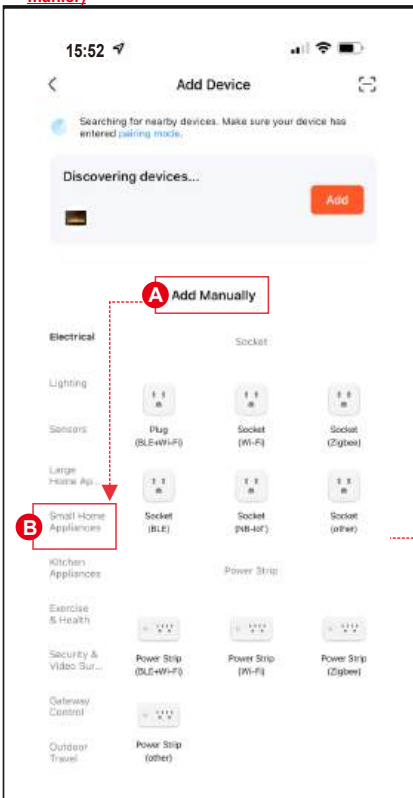 manier)
15:52
Add Device
Searching for nearby devices. Make sure your device has
entered pairing mode.
Discovering devices...
Add
A Add Manually
Electrical
Socket
Lighting
Sensors
Plug
(BLE+Wi-Fi)
Socket
(Wi-Fi)
Socket
(Zigbee)
Large
Home Ap...
B Small Home
Appliances
Socket
(BLE)
Socket
(NB-IoT)
Socket
(other)
Kitchen
Appliances
Power Strip
Exercise
& Health
Security &
Video Sur...
Power Strip
(BLE+Wi-Fi)
Power Strip
(Wi-Fi)
Power Strip
(Zigbee)
Gateway
Control
Outdoor
Travel
Power Strip
(other)